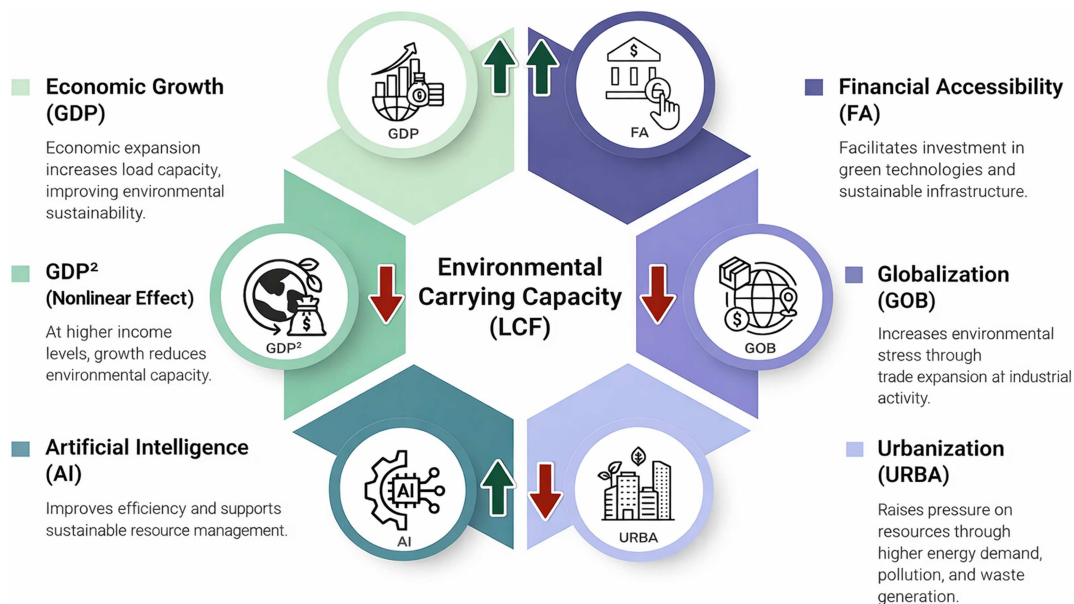 Economic Growth
(GDP)
Economic expansion
increases load capacity,
improving environmental
sustainability.
GDP²
(Nonlinear Effect)
At higher income
levels, growth reduces
environmental capacity.
Artificial Intelligence
(AI)
Improves efficiency and supports
sustainable resource management.
GDP
$
FA
$
GDP²
Environmental
Carrying Capacity
(LCF)
$
GOB
AI
AI
URBA
Financial Accessibility
(FA)
Facilitates investment in
green technologies and
sustainable infrastructure.
Globalization
(GOB)
Increases environmental
stress through
trade expansion at industrial
activity.
Urbanization
(URBA)
Raises pressure on
resources through
higher energy demand,
pollution, and waste
generation.